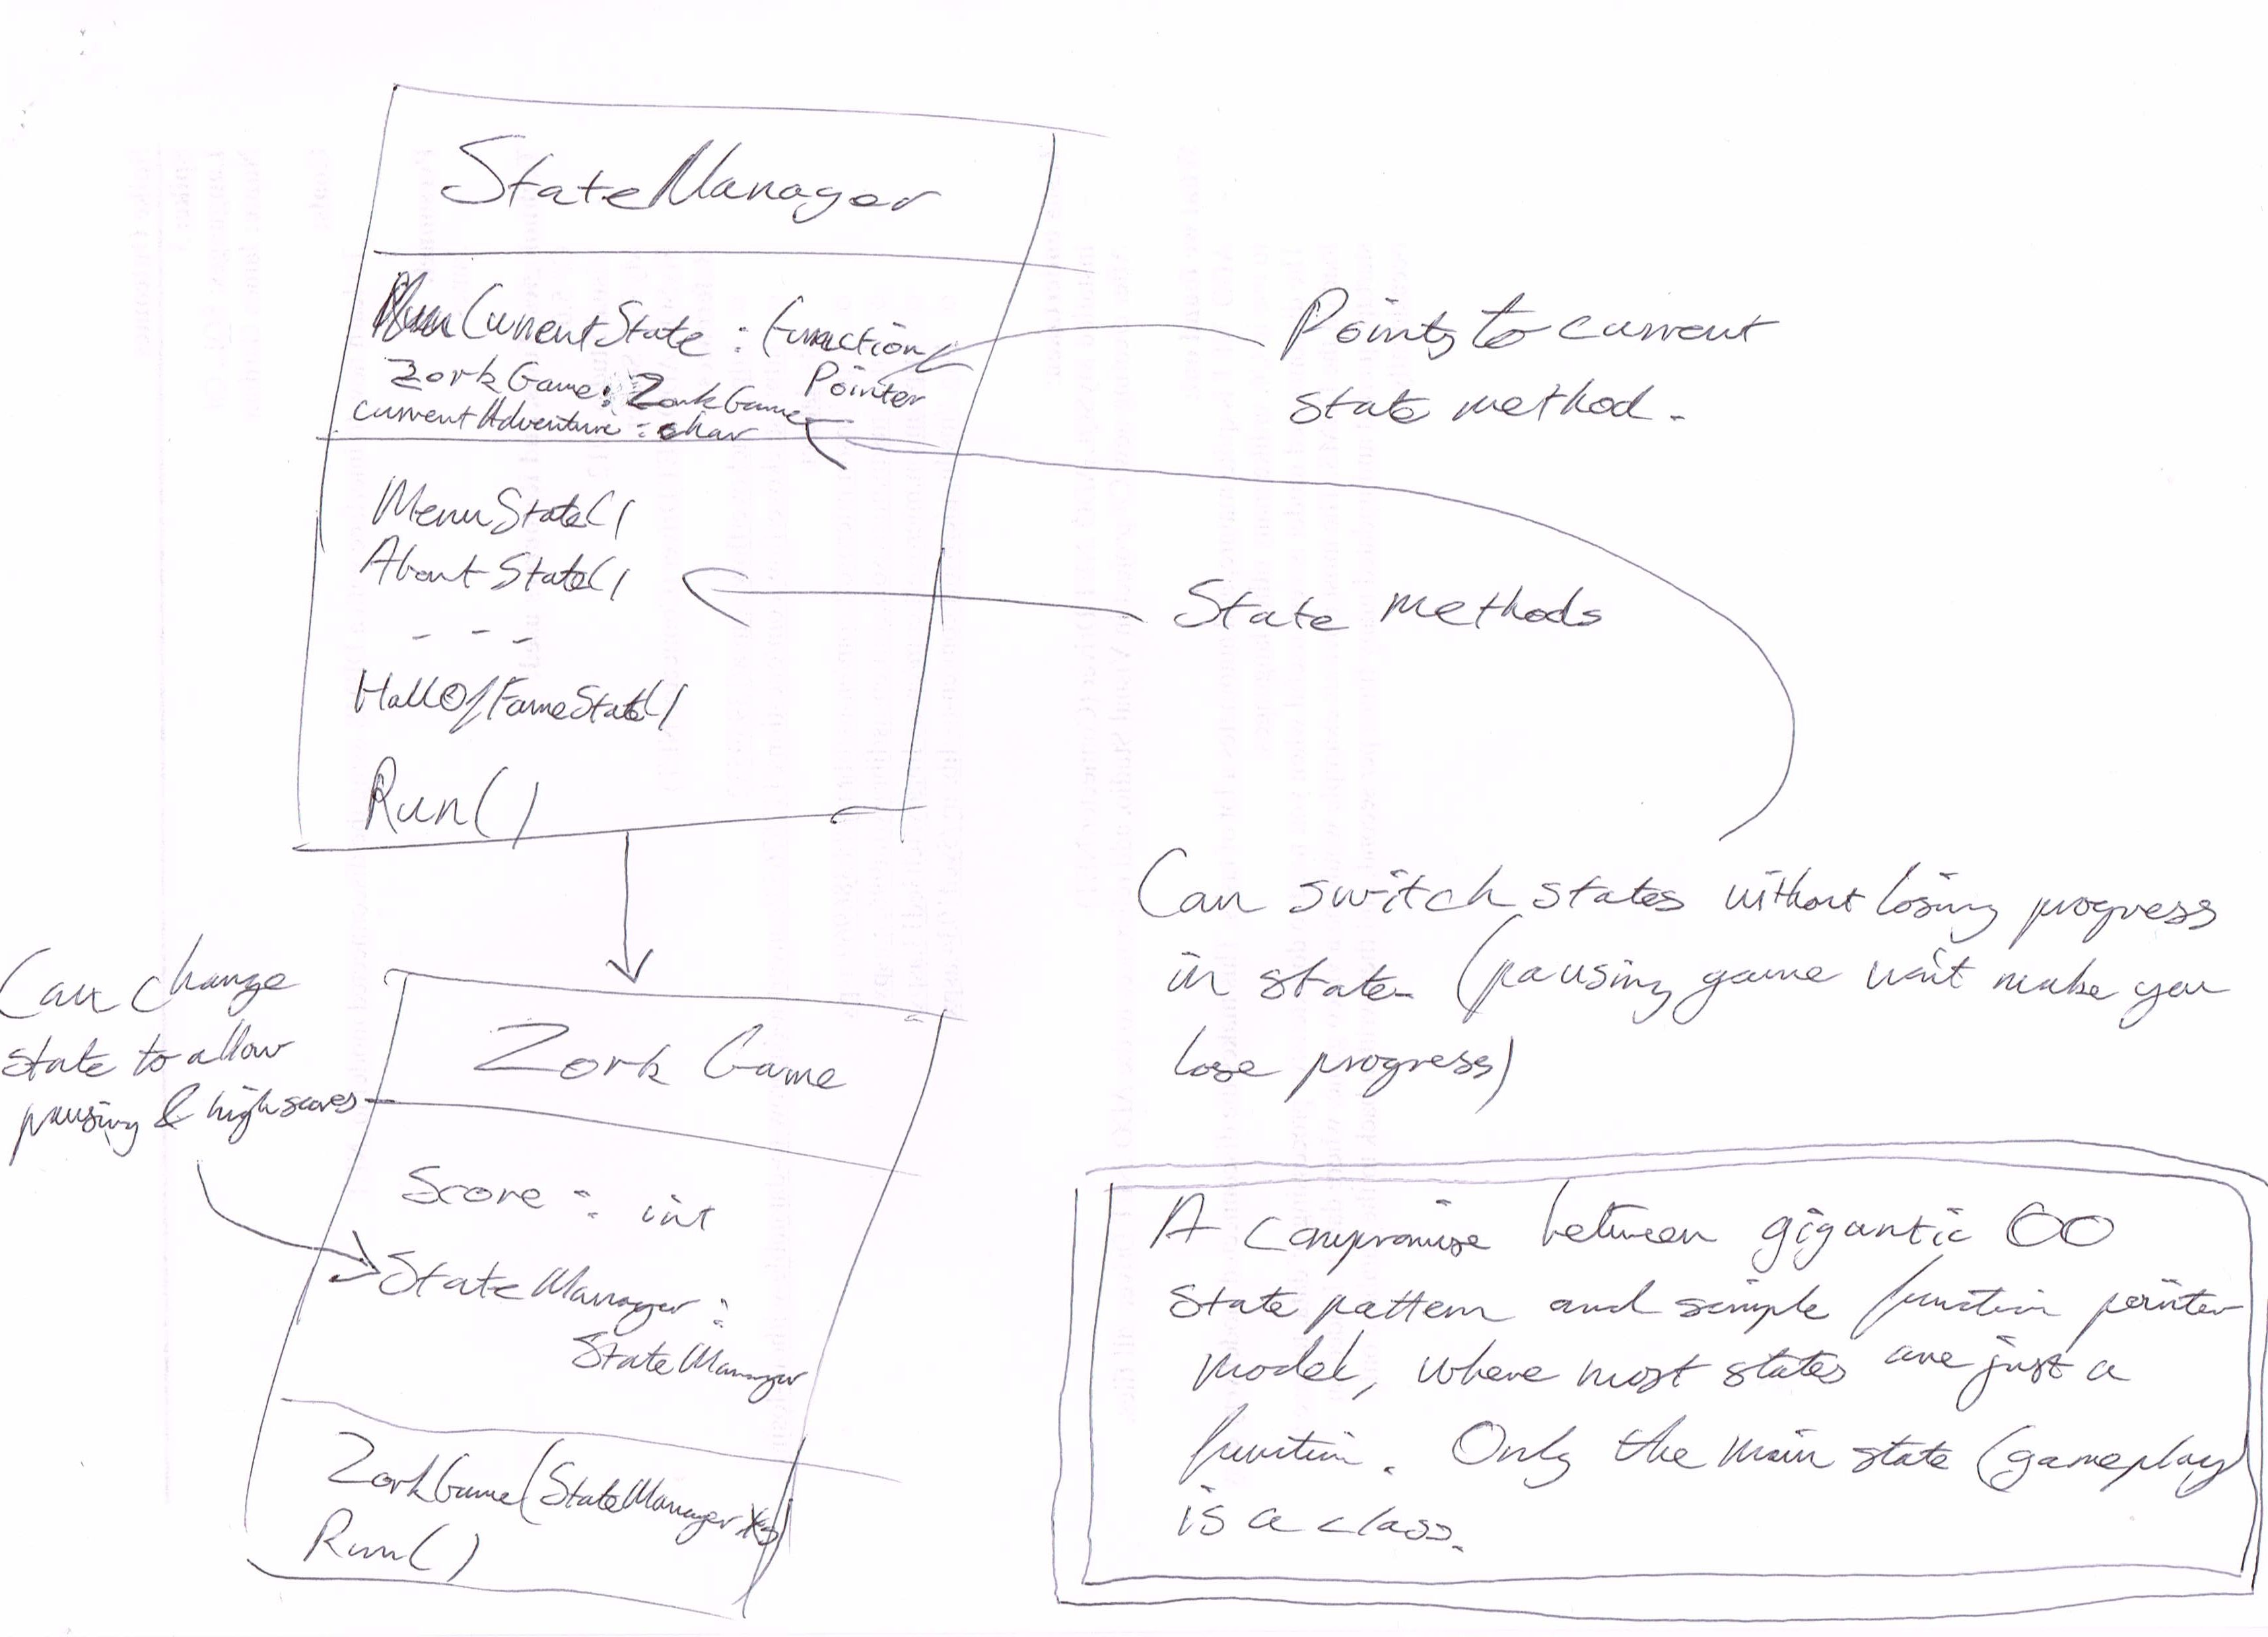 StateManager
CurrentState : function
Pointer
ZorkGame: ZorkGame
currentAdventure : char
MenuState()
AboutState()
- - -
HallOfFameState()
Run()
Points to current
state method.
State methods
Can switch states without losing progress
in state. (pausing game wont make you
lose progress)
Can change
state to allow
pausing & highscores
Zork Game
Score : int
StateManager :
StateManager
ZorkGame(StateManager *s)
Run()
A compromise between gigantic OO
state pattern and simple function pointer
model, where most states are just a
function. Only the main state (gameplay)
is a class.